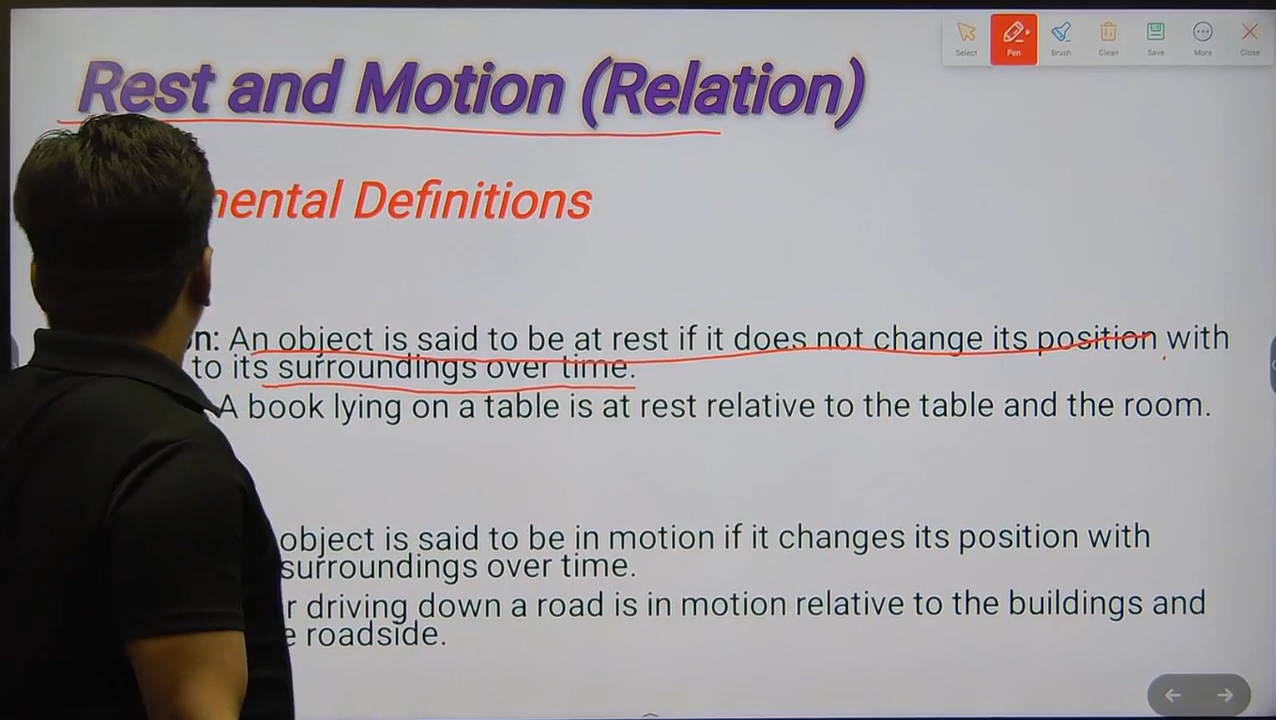 Select Pen Brush Clean Save More Close
Rest and Motion (Relation)
mental Definitions
n: An object is said to be at rest if it does not change its position with
to its surroundings over time.
A book lying on a table is at rest relative to the table and the room.
object is said to be in motion if it changes its position with
surroundings over time.
r driving down a road is in motion relative to the buildings and
e roadside.